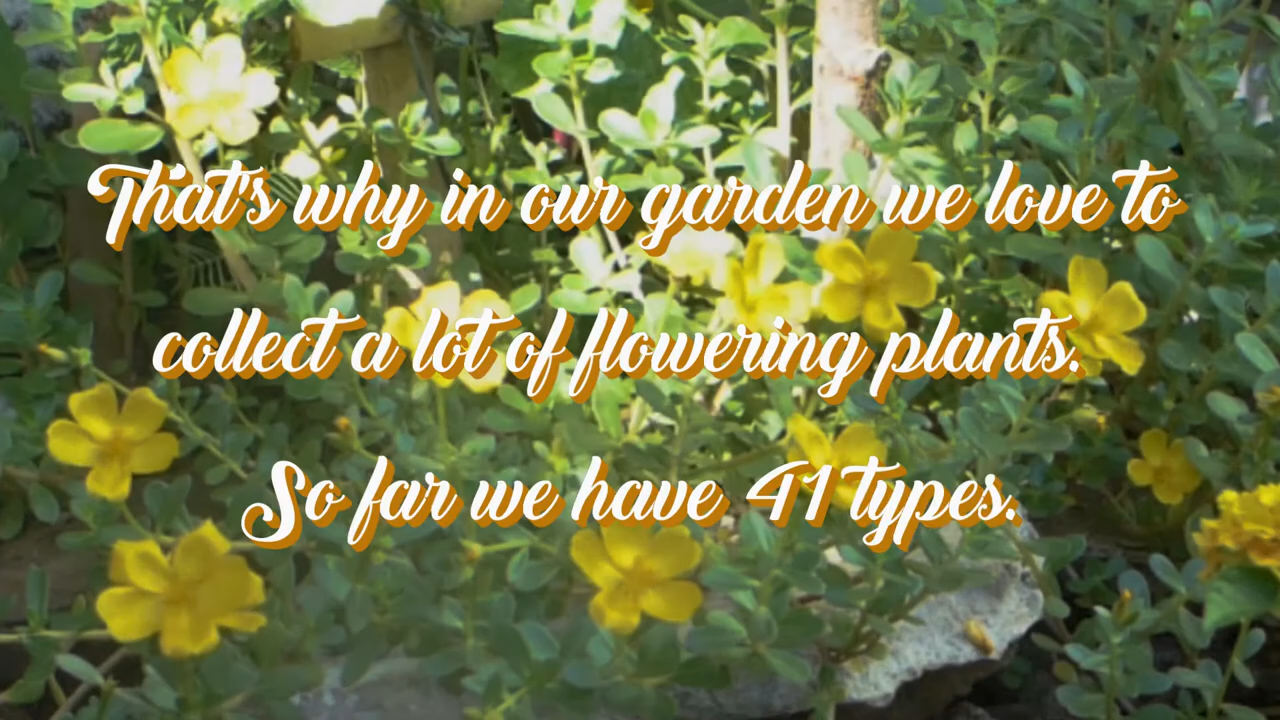 That's why in our garden we love to
collect a lot of flowering plants.
So far we have 41 types.